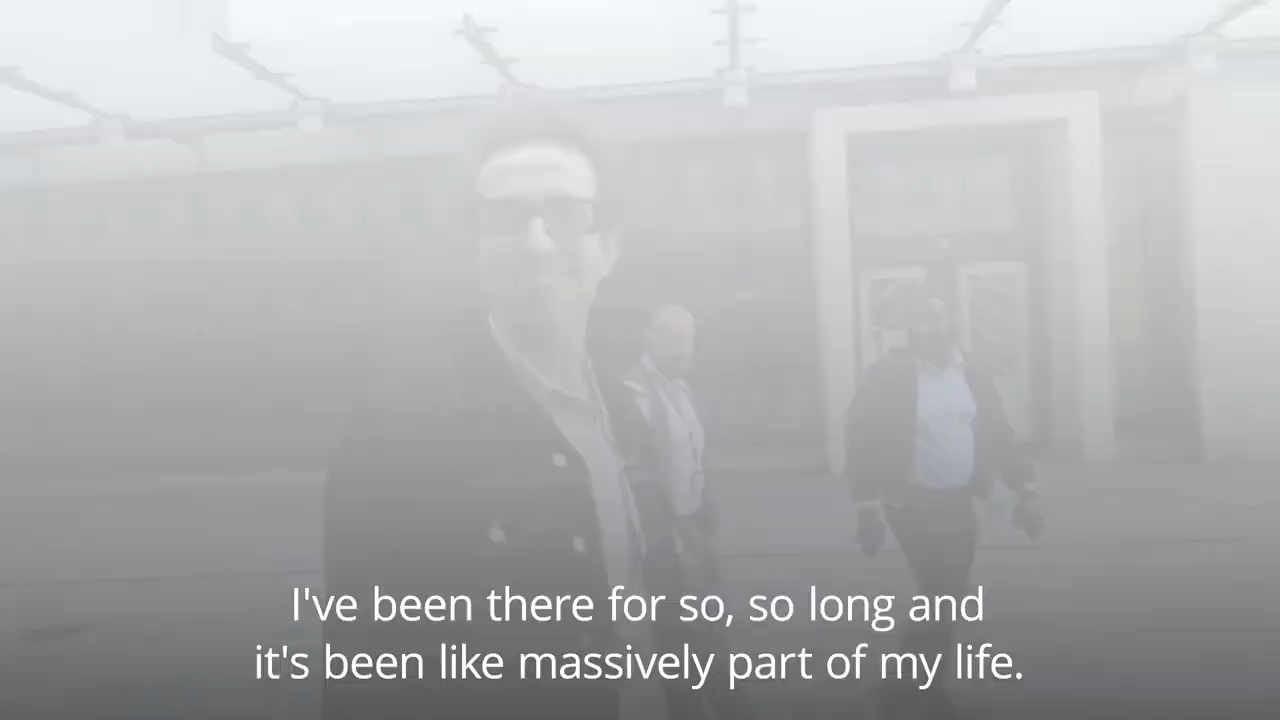 I've been there for so, so long and
it's been like massively part of my life.